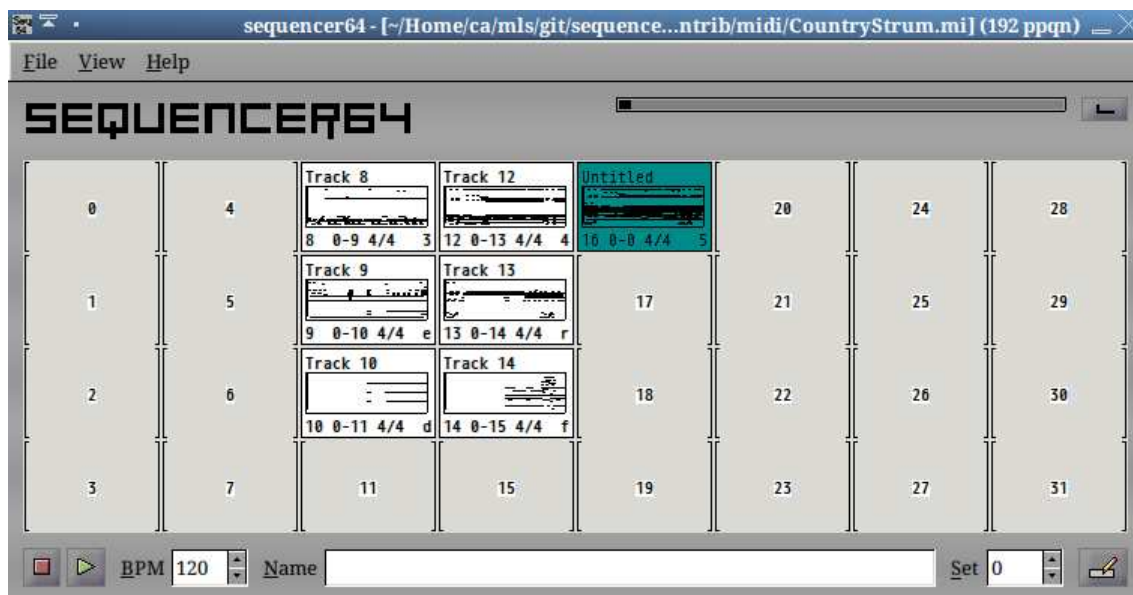 sequencer64 - [~/Home/ca/mls/git/sequence...ntrib/midi/CountryStrum.mi] (192 ppqn)
File View Help
SEQUENCER64
0 4 Track 8 Track 12 Untitled 20 24 28
8 0-9 4/4 3 12 0-13 4/4 4 16 0-0 4/4 5
1 5 Track 9 Track 13 17 21 25 29
9 0-10 4/4 e 13 0-14 4/4 r
2 6 Track 10 Track 14 18 22 26 30
10 0-11 4/4 d 14 0-15 4/4 f
3 7 11 15 19 23 27 31
BPM 120 Name Set 0